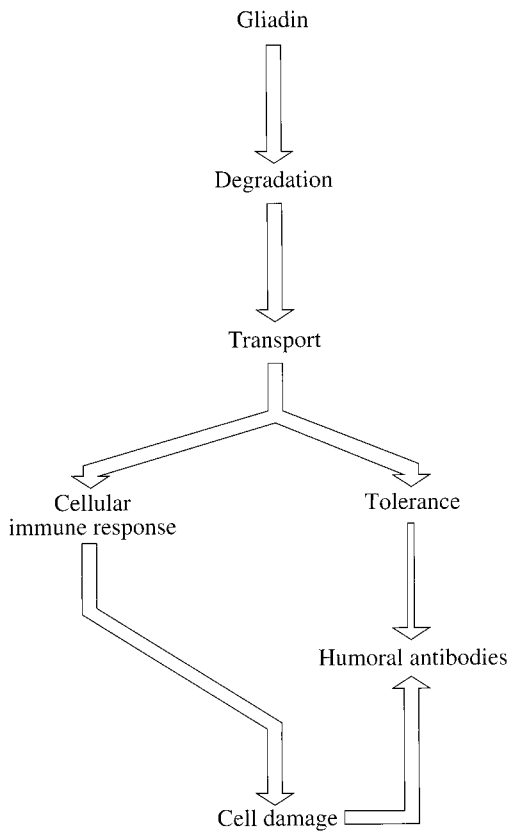 Gliadin
Degradation
Transport
Cellular
immune response
Tolerance
Humoral antibodies
Cell damage